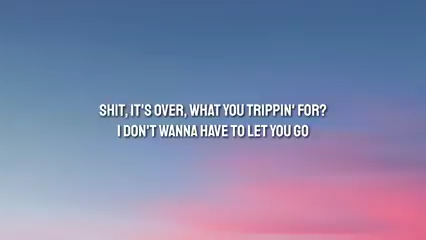 SHIT, IT'S OVER, WHAT YOU TRIPPIN' FOR?
I DON'T WANNA HAVE TO LET YOU GO